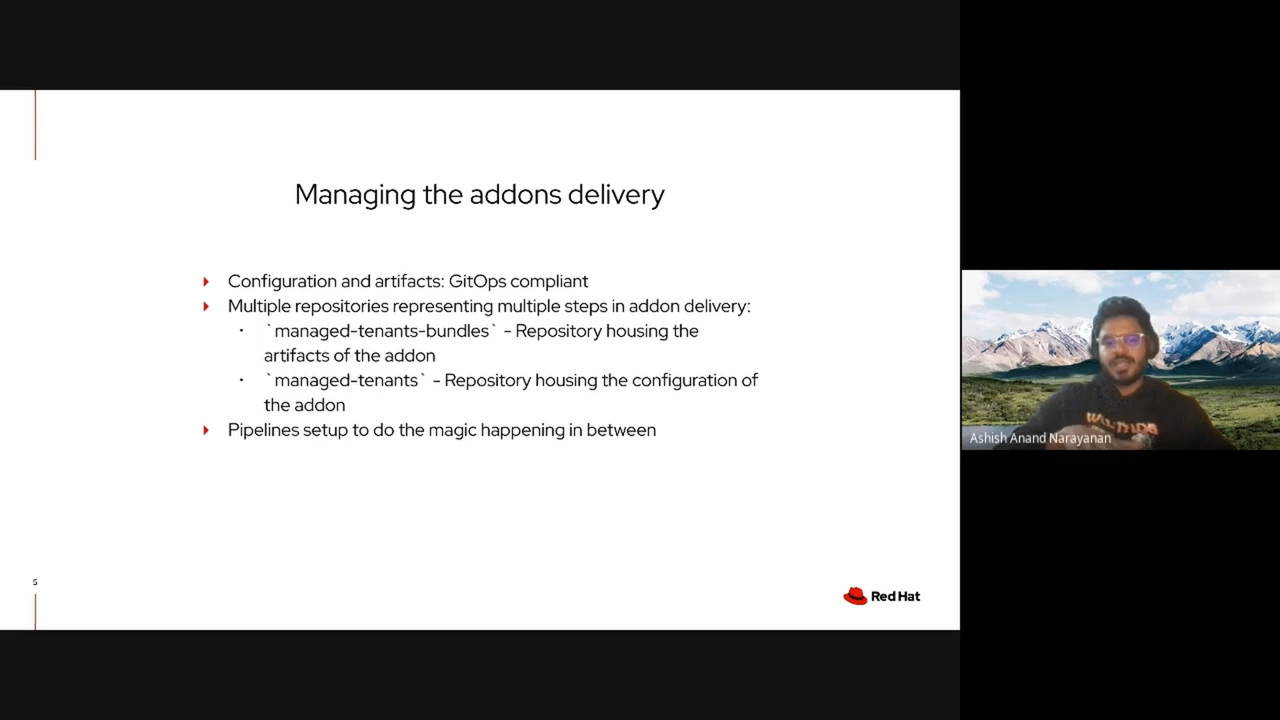 Managing the addons delivery
Configuration and artifacts: GitOps compliant
Multiple repositories representing multiple steps in addon delivery:
`managed-tenants-bundles` - Repository housing the
artifacts of the addon
`managed-tenants` - Repository housing the configuration of
the addon
Pipelines setup to do the magic happening in between
5
Red Hat
Ashish Anand Narayanan